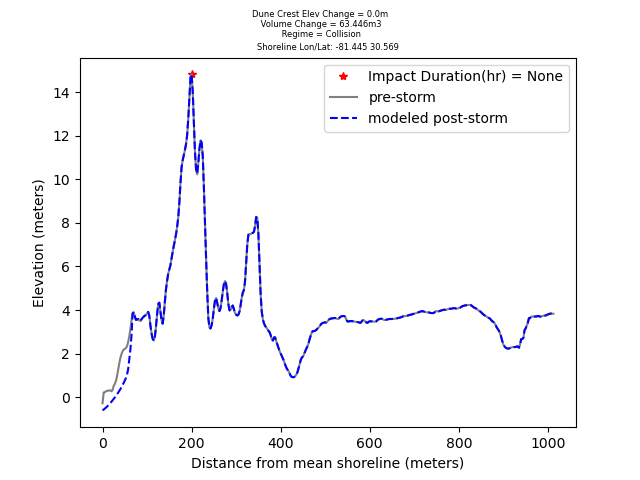 Dune Crest Elev Change = 0.0m
Volume Change = 63.446m3
Regime = Collision
Shoreline Lon/Lat: -81.445 30.569
Impact Duration(hr) = None
pre-storm
modeled post-storm
Elevation (meters)
14
12
10
8
6
4
2
0
0 200 400 600 800 1000
Distance from mean shoreline (meters)